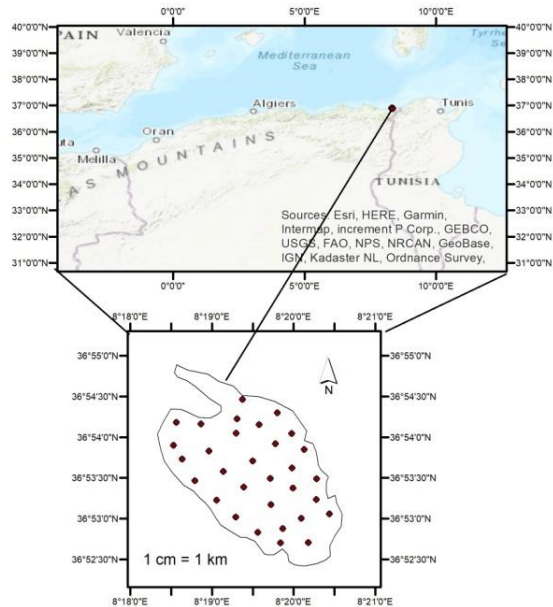 0°0'0" 5°0'0"E 10°0'0"E
40°0'0"N 40°0'0"N
PAIN Valencia Tyrrhe
39°0'0"N 39°0'0"N
Mediterranean
Sea
38°0'0"N 38°0'0"N
37°0'0"N Algiers Tunis 37°0'0"N
36°0'0"N Oran 36°0'0"N
uta
Melilla
35°0'0"N AS MOUNTAINS 35°0'0"N
34°0'0"N 34°0'0"N
TUNISIA
33°0'0"N 33°0'0"N
Sources: Esri, HERE, Garmin,
Intermap, increment P Corp., GEBCO,
32°0'0"N USGS, FAO, NPS, NRCAN, GeoBase, 32°0'0"N
IGN, Kadaster NL, Ordnance Survey,
31°0'0"N 31°0'0"N
0°0'0" 5°0'0"E 10°0'0"E
8°18'0"E 8°19'0"E 8°20'0"E 8°21'0"E
36°55'0"N 36°55'0"N
N
36°54'30"N 36°54'30"N
36°54'0"N 36°54'0"N
36°53'30"N 36°53'30"N
36°53'0"N 36°53'0"N
1 cm = 1 km
36°52'30"N 36°52'30"N
8°18'0"E 8°19'0"E 8°20'0"E 8°21'0"E